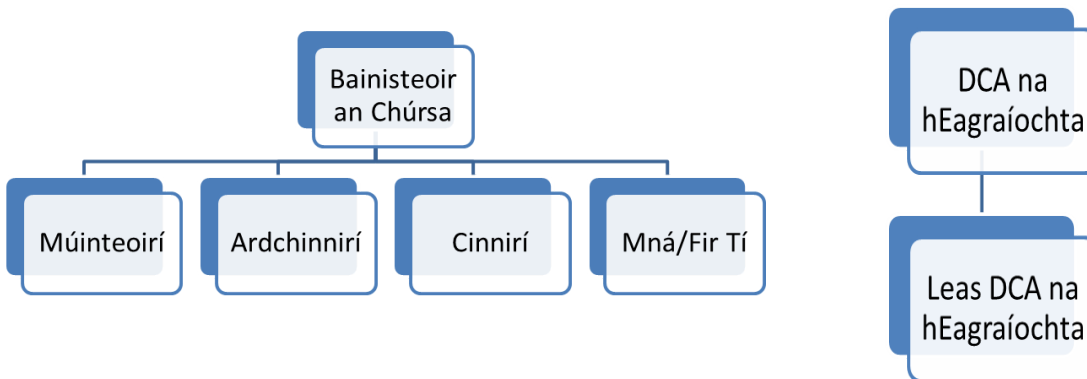 Bainisteoir
an Chúrsa
Múinteoirí
Ardchinnirí
Cinnirí
Mná/Fir Tí
DCA na
hEagraíochta
Leas DCA na
hEagraíochta